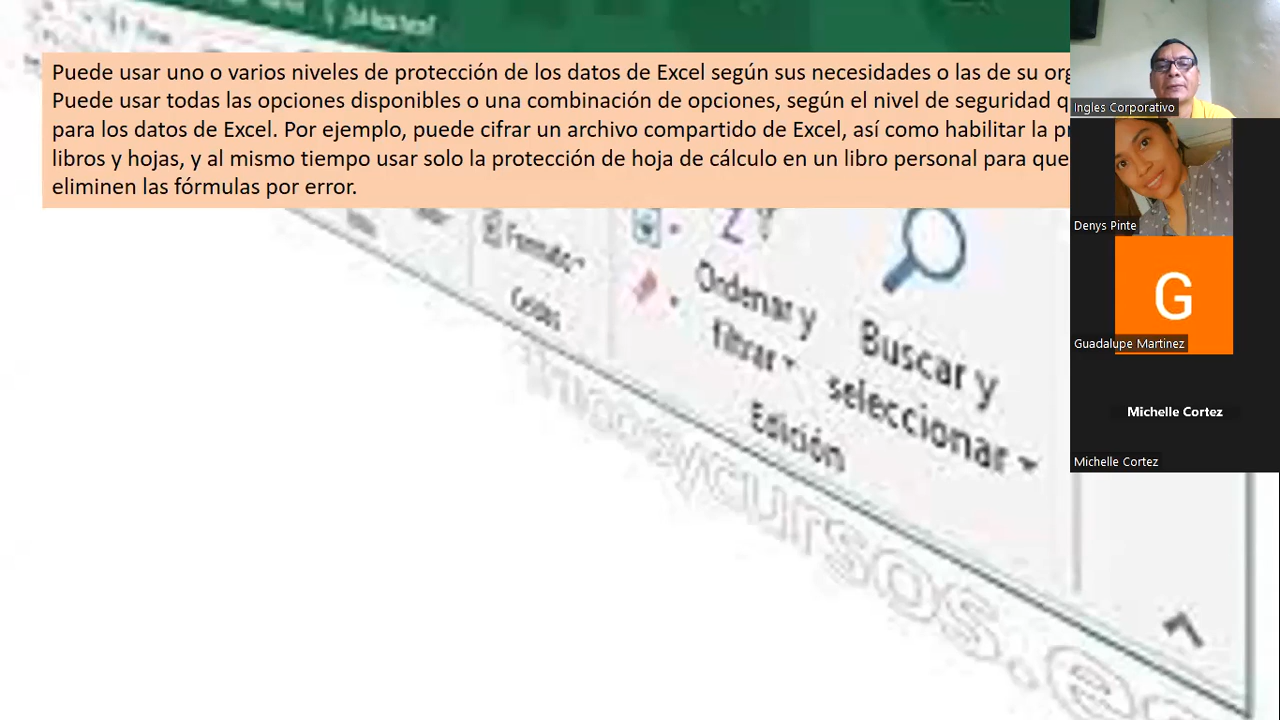 Puede usar uno o varios niveles de protección de los datos de Excel según sus necesidades o las de su
Puede usar todas las opciones disponibles o una combinación de opciones, según el nivel de seguridad
para los datos de Excel. Por ejemplo, puede cifrar un archivo compartido de Excel, así como habilitar la
libros y hojas, y al mismo tiempo usar solo la protección de hoja de cálculo en un libro personal para que
eliminen las fórmulas por error.
Formato
Celdas
Ordenar y
filtrar
Buscar y
seleccionar
Edición
Ingles Corporativo
Denys Pinte
G
Guadalupe Martinez
Michelle Cortez
Michelle Cortez